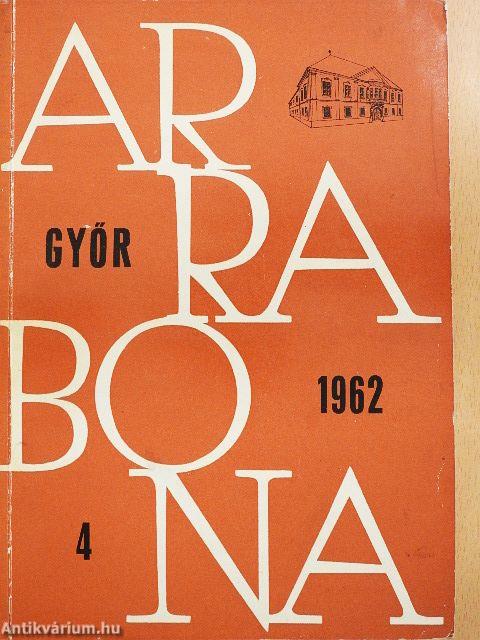 AR
GYŐR
RA
1962
BO
4
NA
Antikvárium.hu